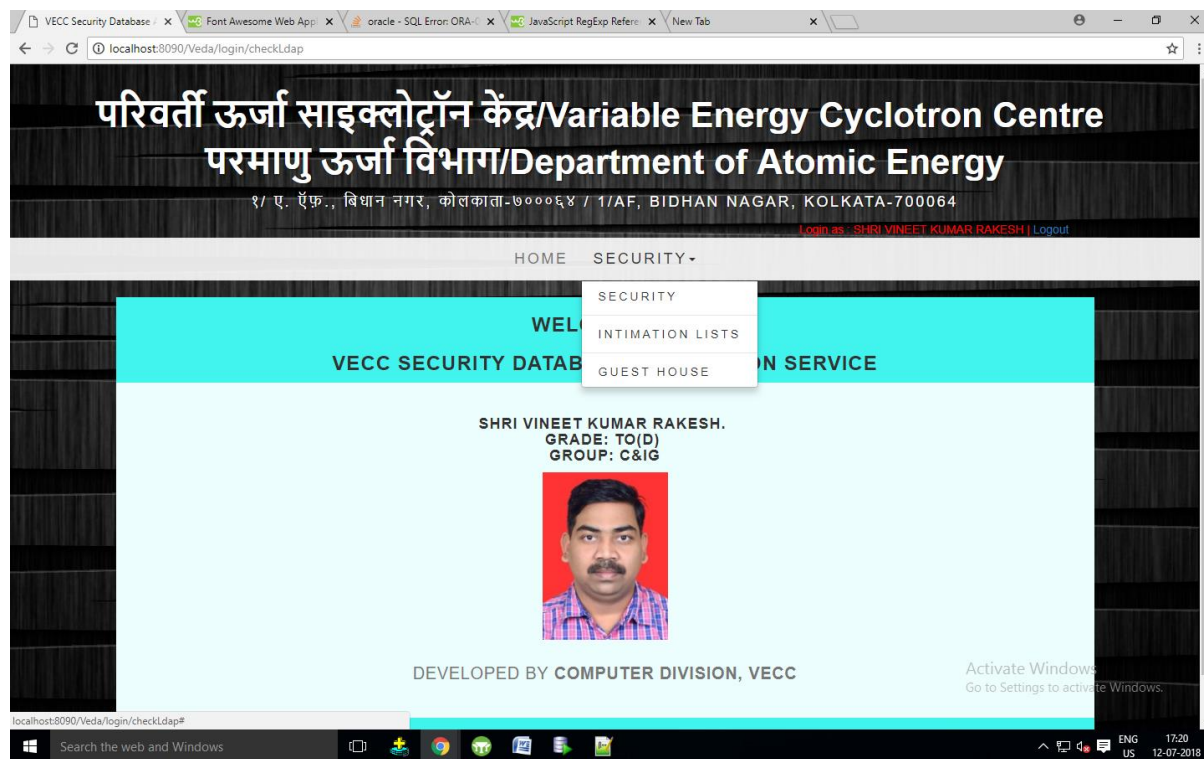 VECC Security Database
Font Awesome Web App
oracle - SQL Error: ORA-0
JavaScript RegExp Refere
New Tab
localhost:8090/Veda/login/checkLdap
परिवर्ती ऊर्जा साइक्लोट्रॉन केंद्र/Variable Energy Cyclotron Centre
परमाणु ऊर्जा विभाग/Department of Atomic Energy
१/ ए. ऍफ़., बिधान नगर, कोलकाता-७०००६४ / 1/AF, BIDHAN NAGAR, KOLKATA-700064
Login as : SHRI VINEET KUMAR RAKESH | Logout
HOME SECURITY
SECURITY
INTIMATION LISTS
GUEST HOUSE
WEL
VECC SECURITY DATAB ON SERVICE
SHRI VINEET KUMAR RAKESH.
GRADE: TO(D)
GROUP: C&IG
DEVELOPED BY COMPUTER DIVISION, VECC
Activate Windows
Go to Settings to activate Windows.
localhost:8090/Veda/login/checkLdap#
Search the web and Windows
ENG 17:20
US 12-07-2018